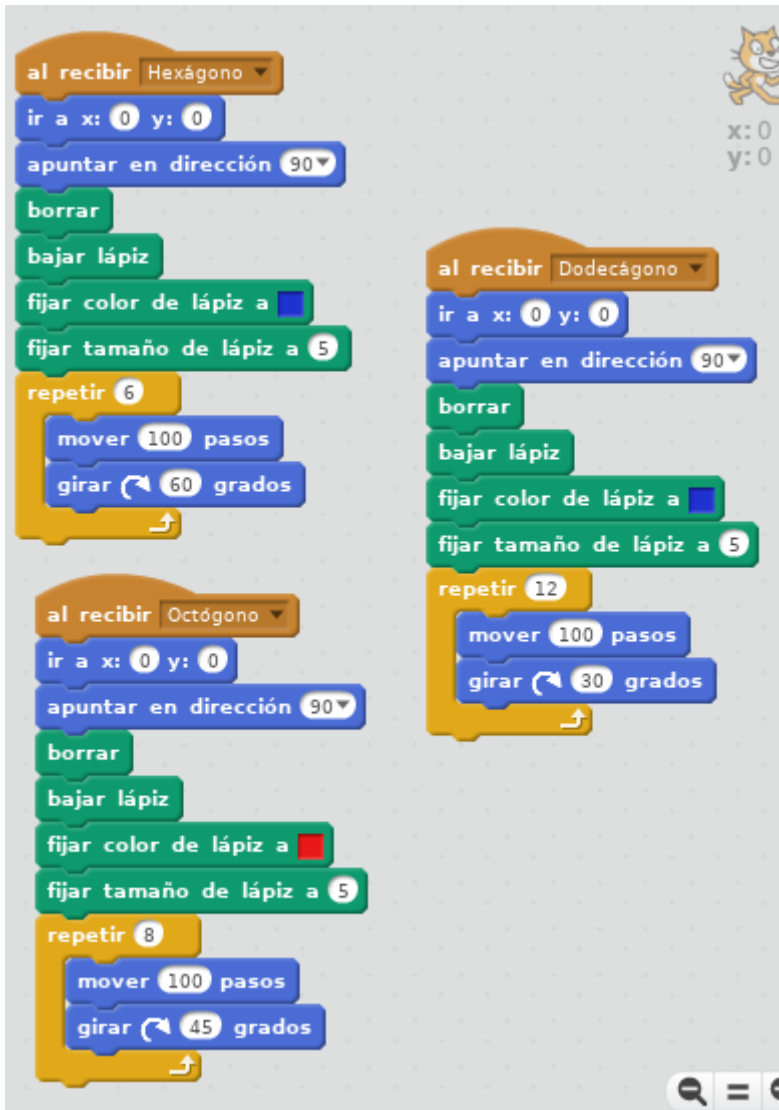 al recibir Hexágono
ir a x: 0 y: 0
apuntar en dirección 90
borrar
bajar lápiz
fijar color de lápiz a
fijar tamaño de lápiz a 5
repetir 6
mover 100 pasos
girar 60 grados
al recibir Octógono
ir a x: 0 y: 0
apuntar en dirección 90
borrar
bajar lápiz
fijar color de lápiz a
fijar tamaño de lápiz a 5
repetir 8
mover 100 pasos
girar 45 grados
x: 0
y: 0
al recibir Dodecágono
ir a x: 0 y: 0
apuntar en dirección 90
borrar
bajar lápiz
fijar color de lápiz a
fijar tamaño de lápiz a 5
repetir 12
mover 100 pasos
girar 30 grados